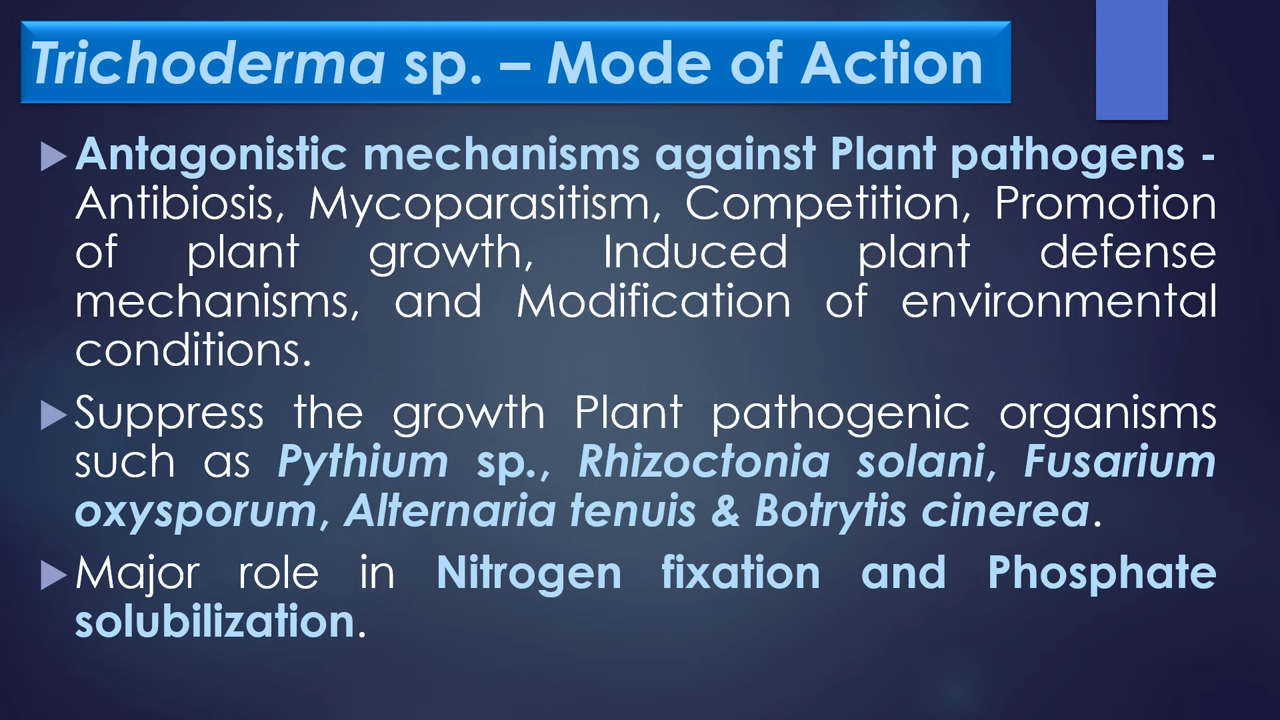 Trichoderma sp. – Mode of Action
Antagonistic mechanisms against Plant pathogens -
Antibiosis, Mycoparasitism, Competition, Promotion
of plant growth, Induced plant defense
mechanisms, and Modification of environmental
conditions.
Suppress the growth Plant pathogenic organisms
such as Pythium sp., Rhizoctonia solani, Fusarium
oxysporum, Alternaria tenuis & Botrytis cinerea.
Major role in Nitrogen fixation and Phosphate
solubilization.